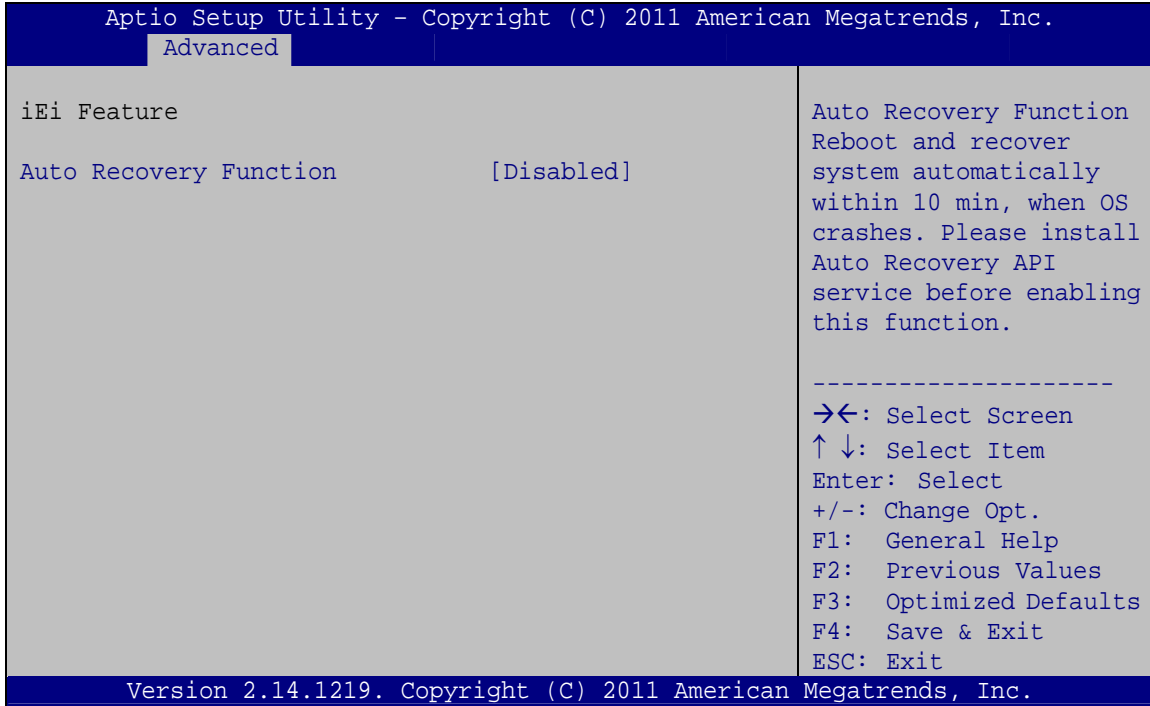 Aptio Setup Utility – Copyright (C) 2011 American Megatrends, Inc.
Advanced
iEi Feature
Auto Recovery Function [Disabled]
Auto Recovery Function
Reboot and recover
system automatically
within 10 min, when OS
crashes. Please install
Auto Recovery API
service before enabling
this function.
---------------------
→←: Select Screen
↑ ↓: Select Item
Enter: Select
+/-: Change Opt.
F1: General Help
F2: Previous Values
F3: Optimized Defaults
F4: Save & Exit
ESC: Exit
Version 2.14.1219. Copyright (C) 2011 American Megatrends, Inc.